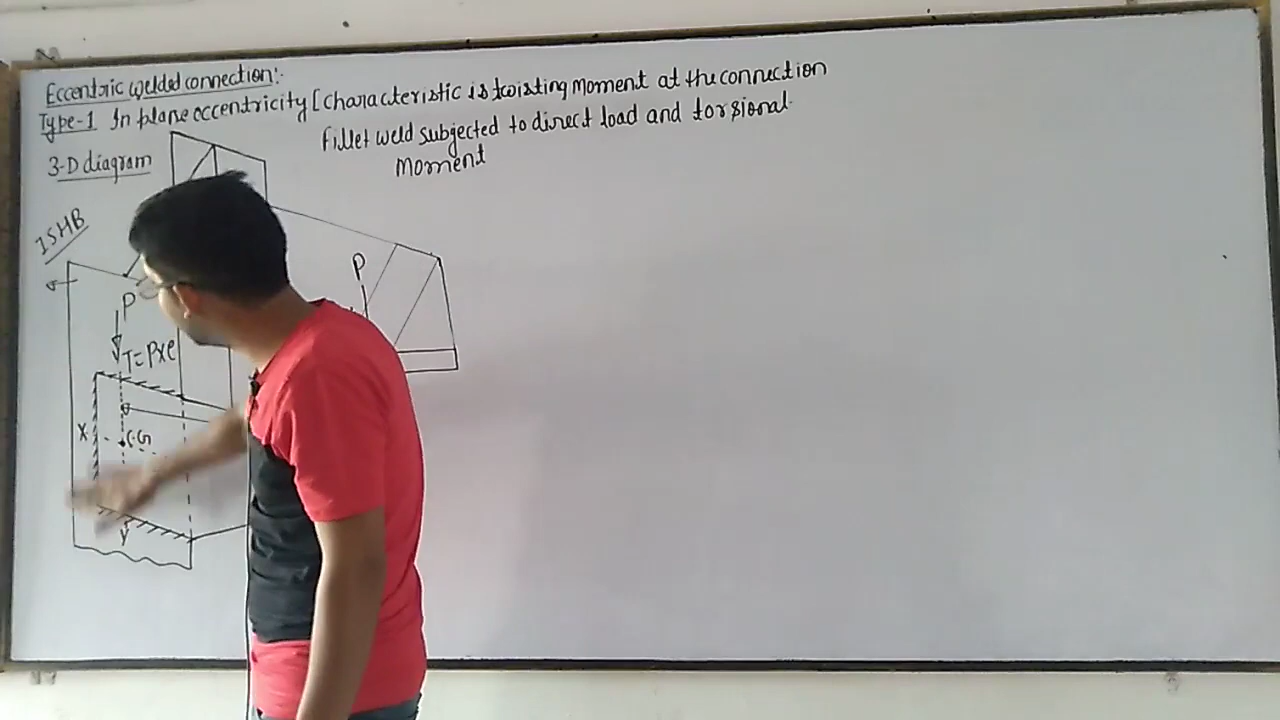 Eccentric welded connection:-
Type-1 In plane eccentricity [characteristic is twisting Moment at the connection
Fillet weld subjected to direct load and torsional
Moment
3-D diagram
ISHB
P
P
T=Pxe
X
C.G
Y